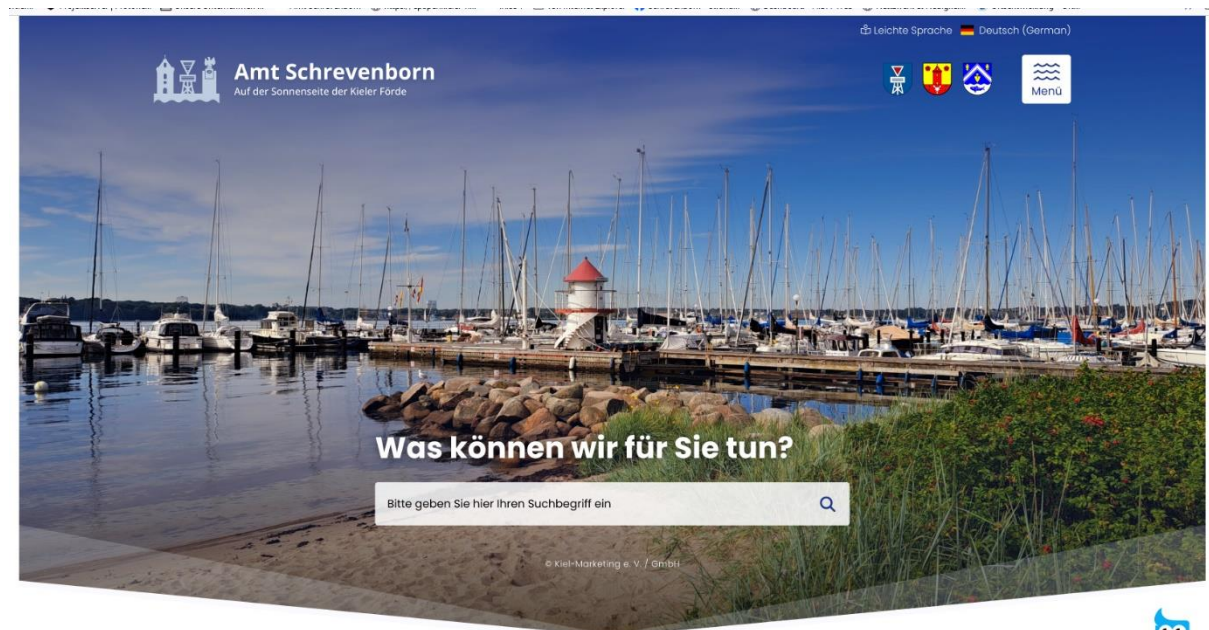 Leichte Sprache Deutsch (German)
Amt Schrevenborn
Auf der Sonnenseite der Kieler Förde
Menü
Was können wir für Sie tun?
Bitte geben Sie hier Ihren Suchbegriff ein
© Kiel-Marketing e. V. / GmbH